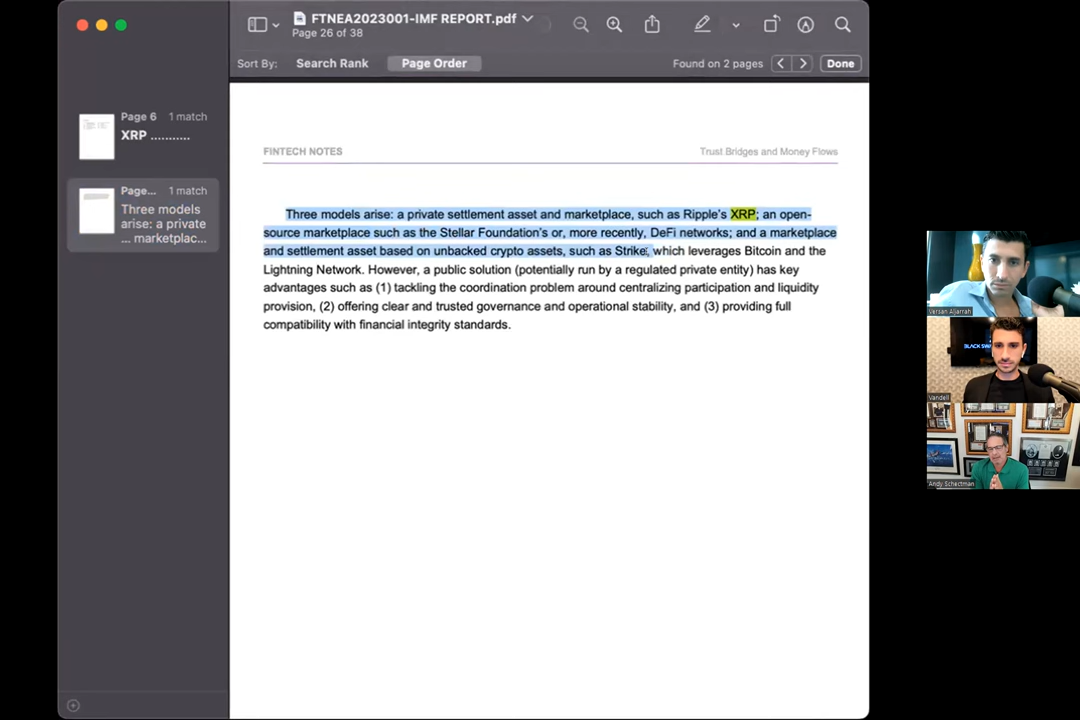 FTNEA2023001-IMF REPORT.pdf
Page 26 of 38
Sort By: Search Rank Page Order Found on 2 pages Done
Page 6 1 match
XRP ...........
Page... 1 match
Three models
arise: a private
... marketplac...
FINTECH NOTES Trust Bridges and Money Flows
Three models arise: a private settlement asset and marketplace, such as Ripple's XRP; an open-
source marketplace such as the Stellar Foundation's or, more recently, DeFi networks; and a marketplace
and settlement asset based on unbacked crypto assets, such as Strike, which leverages Bitcoin and the
Lightning Network. However, a public solution (potentially run by a regulated private entity) has key
advantages such as (1) tackling the coordination problem around centralizing participation and liquidity
provision, (2) offering clear and trusted governance and operational stability, and (3) providing full
compatibility with financial integrity standards.
Versan Aljarrah
BLACK SWA
Vandell
Andy Schectman